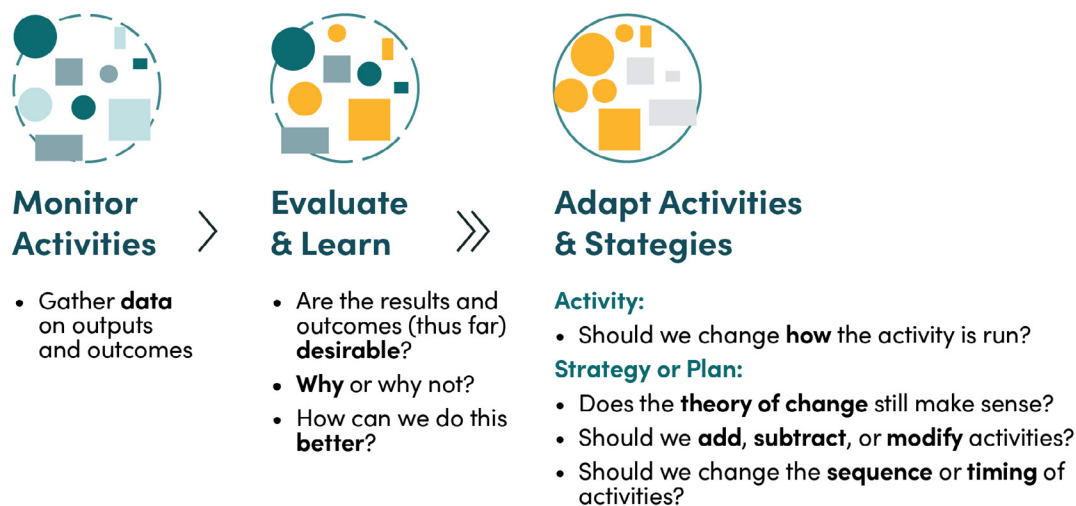 Monitor
Activities
• Gather data
on outputs
and outcomes
Evaluate
& Learn
• Are the results and
outcomes (thus far)
desirable?
• Why or why not?
• How can we do this
better?
Adapt Activities
& Stategies
Activity:
• Should we change how the activity is run?
Strategy or Plan:
• Does the theory of change still make sense?
• Should we add, subtract, or modify activities?
• Should we change the sequence or timing of
activities?